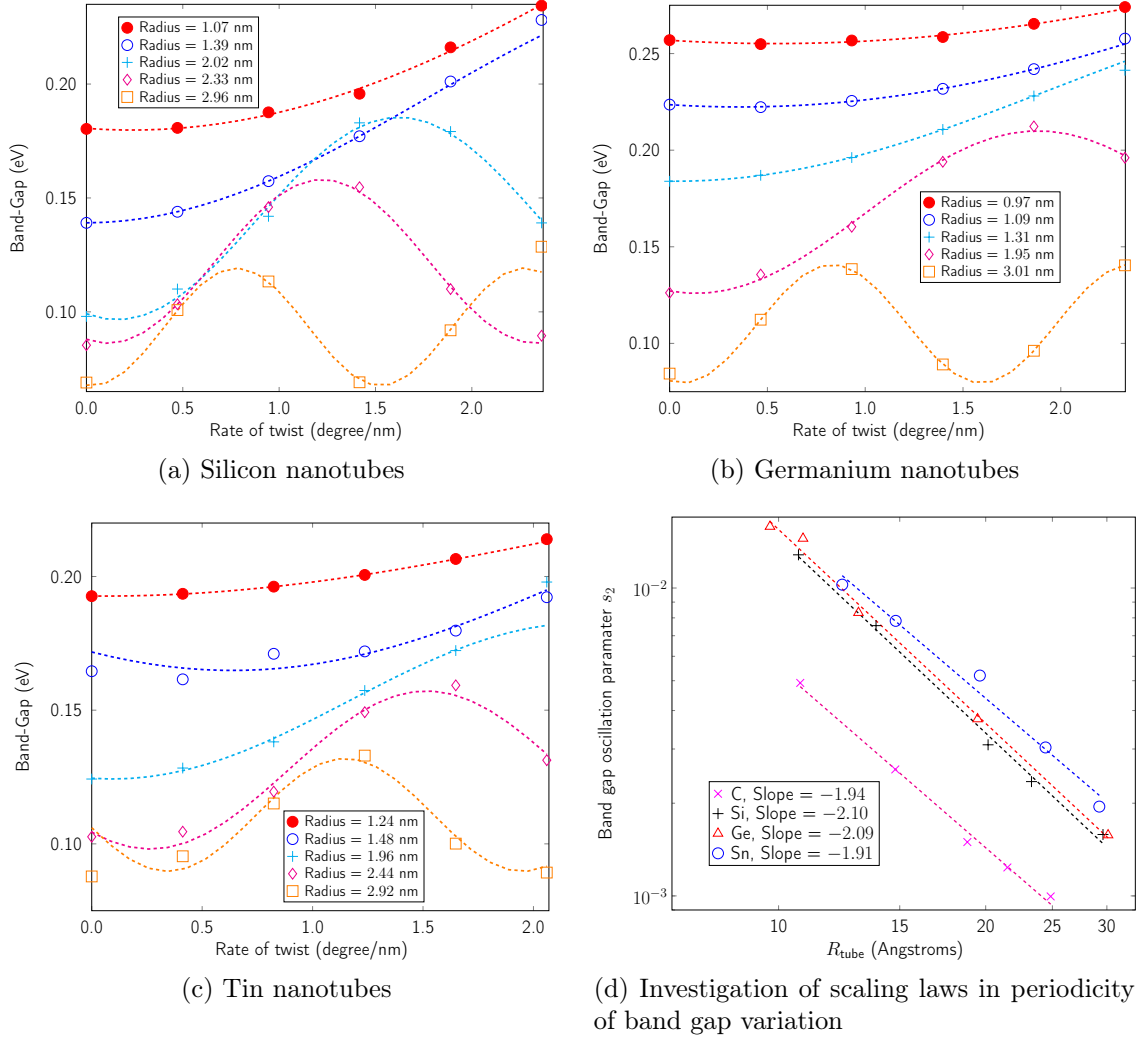 Radius = 1.07 nm
Radius = 1.39 nm
Radius = 2.02 nm
Radius = 2.33 nm
Radius = 2.96 nm
0.20
0.15
0.10
Band-Gap (eV)
0.0 0.5 1.0 1.5 2.0
Rate of twist (degree/nm)
(a) Silicon nanotubes
0.25
0.20
0.15
0.10
Band-Gap (eV)
Radius = 0.97 nm
Radius = 1.09 nm
Radius = 1.31 nm
Radius = 1.95 nm
Radius = 3.01 nm
0.0 0.5 1.0 1.5 2.0
Rate of twist (degree/nm)
(b) Germanium nanotubes
0.20
0.15
0.10
Band-Gap (eV)
Radius = 1.24 nm
Radius = 1.48 nm
Radius = 1.96 nm
Radius = 2.44 nm
Radius = 2.92 nm
0.0 0.5 1.0 1.5 2.0
Rate of twist (degree/nm)
(c) Tin nanotubes
10⁻²
10⁻³
Band gap oscillation paramater s₂
C, Slope = −1.94
Si, Slope = −2.10
Ge, Slope = −2.09
Sn, Slope = −1.91
10 15 20 25 30
R_tube (Angstroms)
(d) Investigation of scaling laws in periodicity
of band gap variation